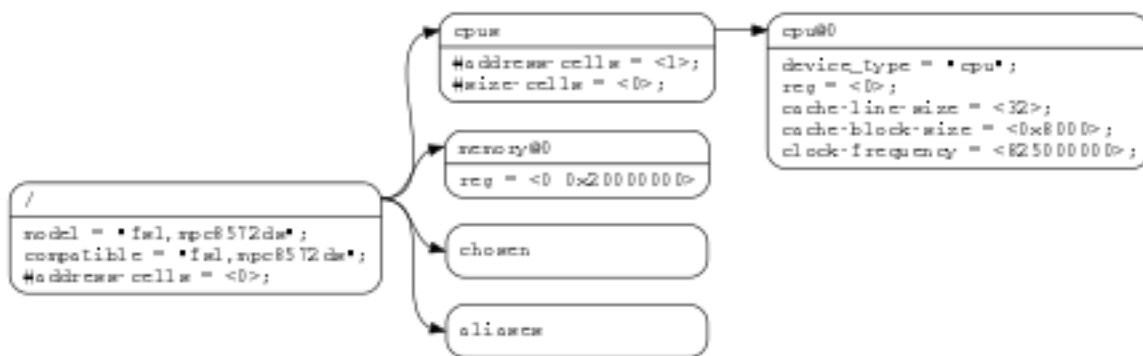 cpus
#address-cells = <1>;
#size-cells = <0>;
cpu@0
device_type = "cpu";
reg = <0>;
cache-line-size = <32>;
cache-block-size = <0x8000>;
clock-frequency = <825000000>;
memory@0
reg = <0 0x20000000>
/
model = "fsl,mpc8572ds";
compatible = "fsl,mpc8572ds";
#address-cells = <0>;
chosen
aliases